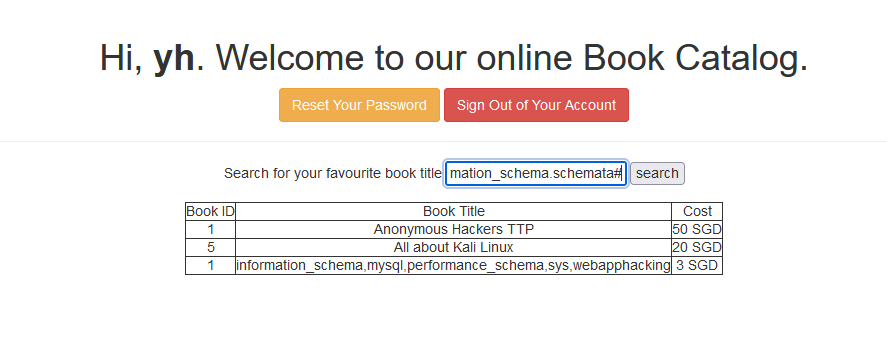 Hi, yh. Welcome to our online Book Catalog.
Reset Your Password Sign Out of Your Account
Search for your favourite book title mation_schema.schemata# search
Book ID Book Title Cost
1 Anonymous Hackers TTP 50 SGD
5 All about Kali Linux 20 SGD
1 information_schema,mysql,performance_schema,sys,webapphacking 3 SGD